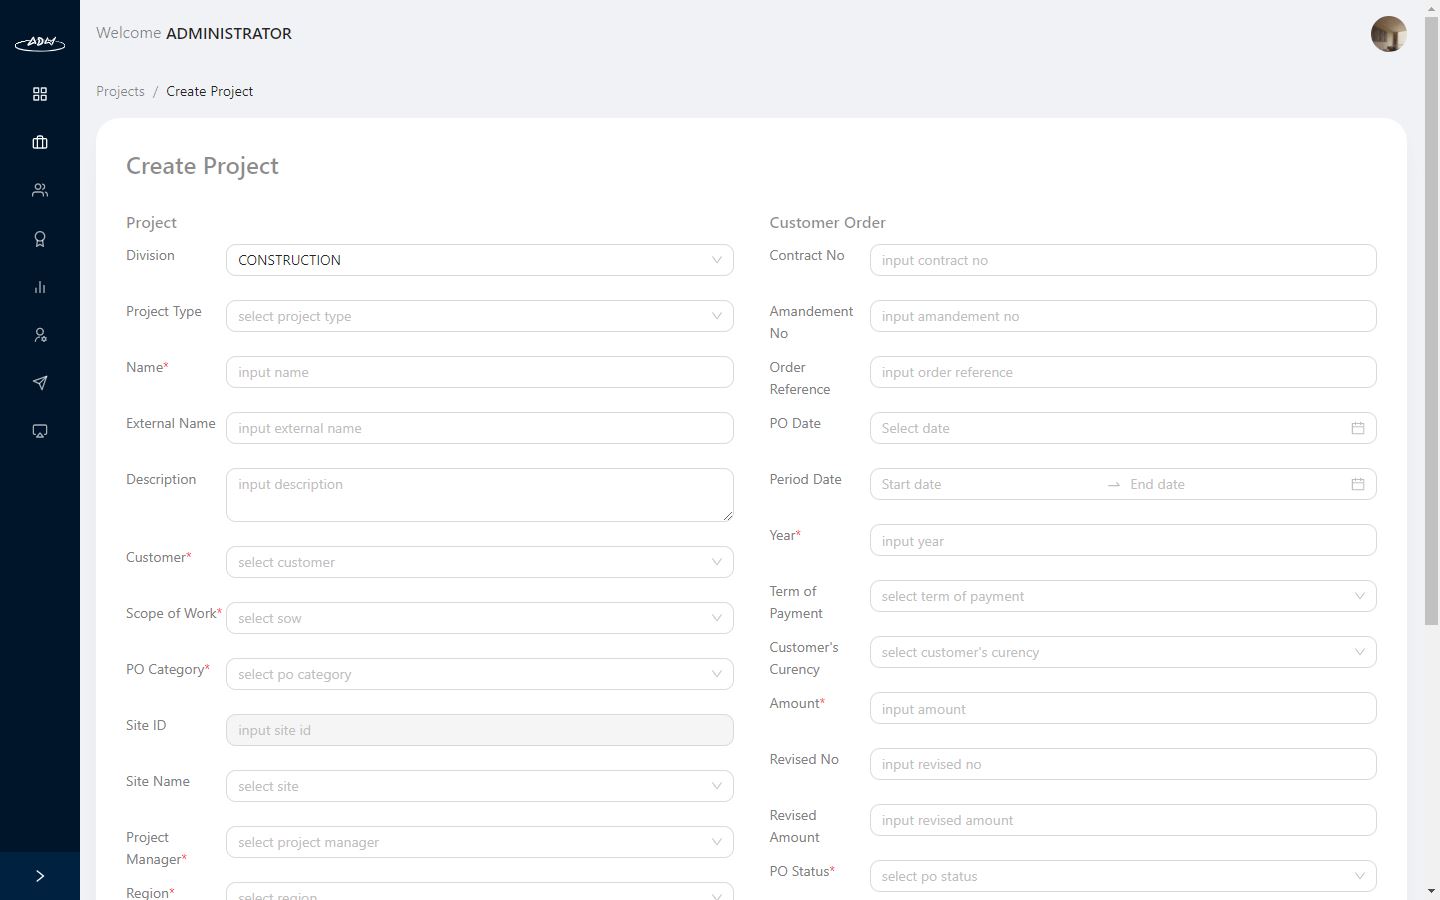 ADW
Welcome ADMINISTRATOR
Projects / Create Project
Create Project
Project
Division
CONSTRUCTION
Project Type
select project type
Name*
input name
External Name
input external name
Description
input description
Customer*
select customer
Scope of Work*
select sow
PO Category*
select po category
Site ID
input site id
Site Name
select site
Project
Manager*
select project manager
Region*
select region
Customer Order
Contract No
input contract no
Amandement
No
input amandement no
Order
Reference
input order reference
PO Date
Select date
Period Date
Start date
End date
Year*
input year
Term of
Payment
select term of payment
Customer's
Curency
select customer's curency
Amount*
input amount
Revised No
input revised no
Revised
Amount
input revised amount
PO Status*
select po status